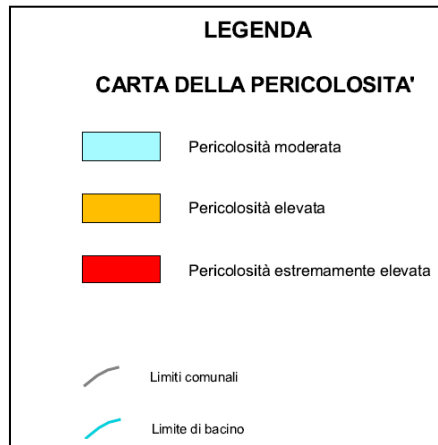 LEGENDA
CARTA DELLA PERICOLOSITA'
Pericolosità moderata
Pericolosità elevata
Pericolosità estremamente elevata
Limiti comunali
Limite di bacino